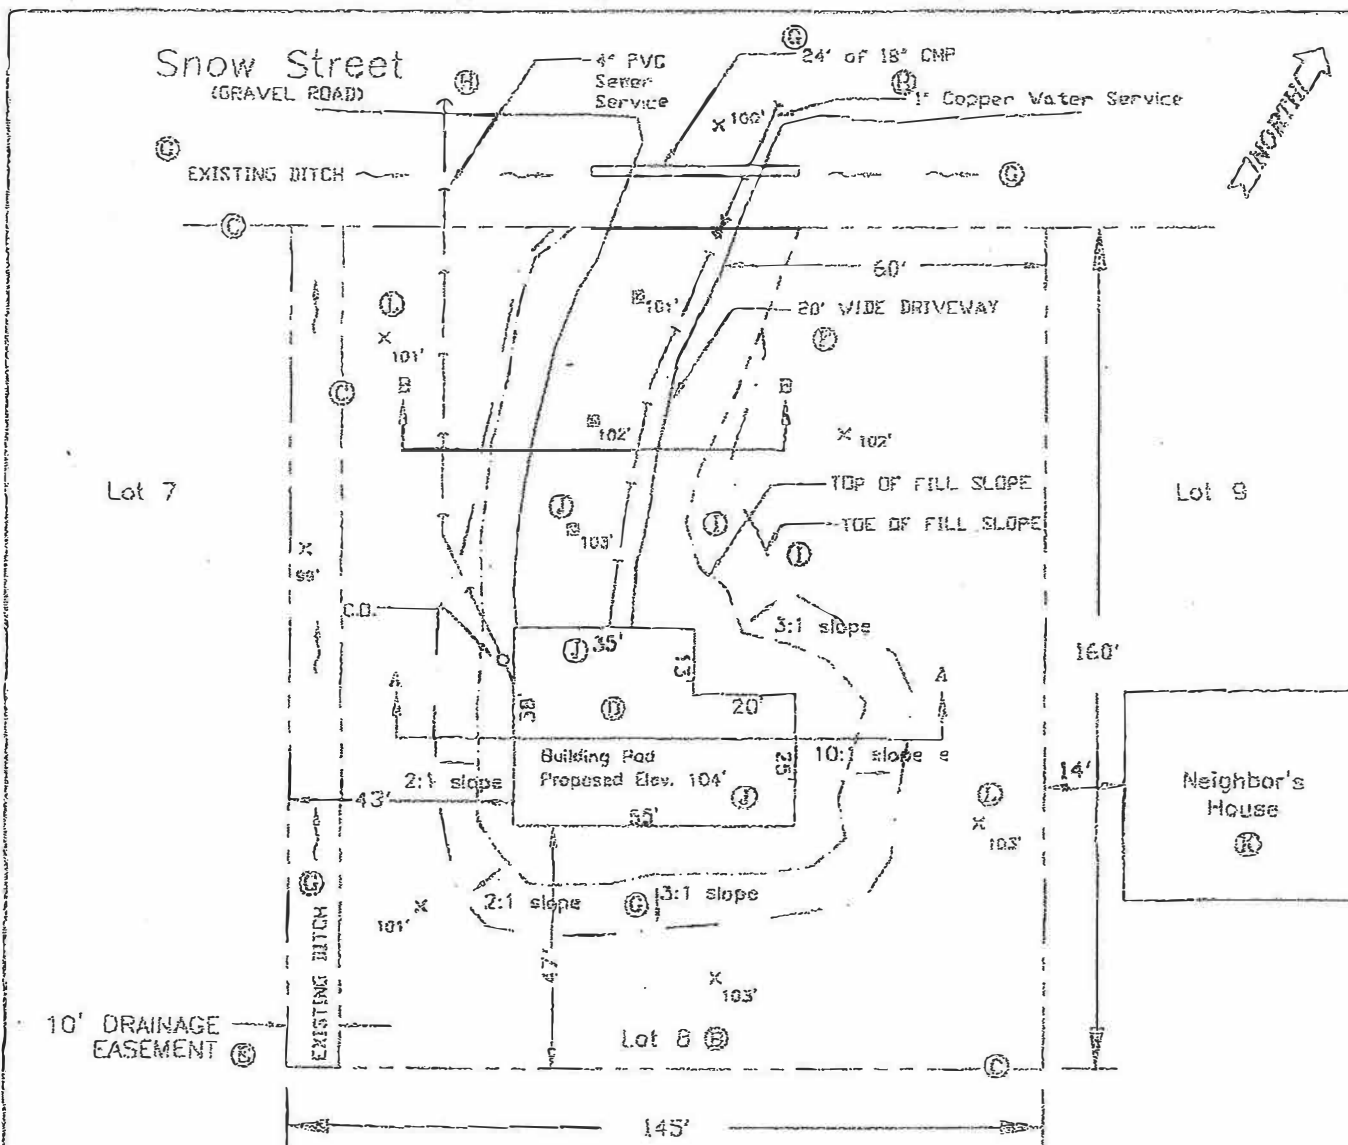 Snow Street
(GRAVEL ROAD)
H
4" PVC
Sewer
Service
G
24' of 18" CMP
B
1" Copper Water Service
100'
NORTH
G
EXISTING DITCH
G
C
60'
L
101'
101'
20' WIDE DRIVEWAY
F
C
B
B
102'
102'
Lot 7
J
TOP OF FILL SLOPE
Lot 9
I
TOE OF FILL SLOPE
103'
I
99'
C.O.
3:1 slope
35'
J
13'
160'
A
A
38'
D
20'
Building Pad
Proposed Elev. 104'
25'
10:1 slope e
2:1 slope
14'
43'
J
L
Neighbor's
House
K
55'
103'
G
2:1 slope
G
3:1 slope
101'
47'
103'
EXISTING DITCH
10' DRAINAGE
EASEMENT E
Lot 8 B
C
145'